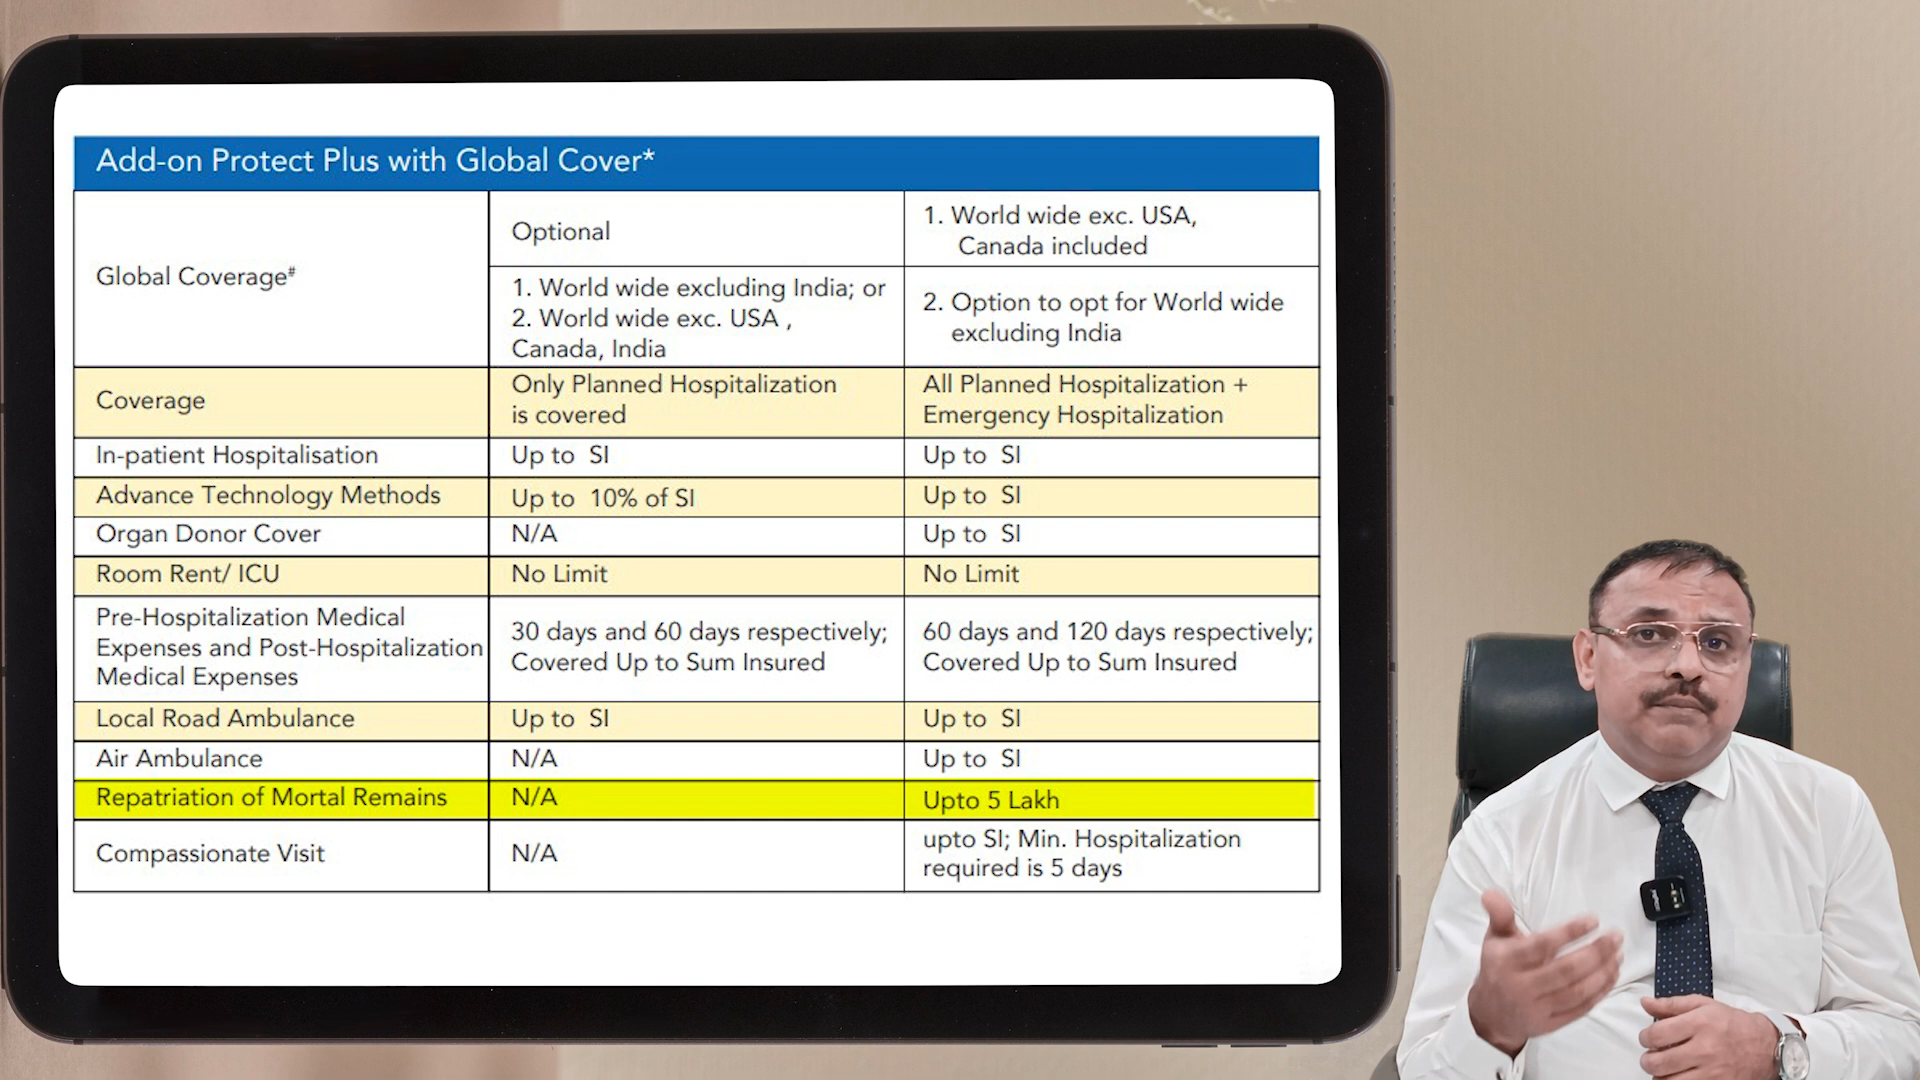 Add-on Protect Plus with Global Cover*
Global Coverage#
Optional
1. World wide exc. USA,
Canada included
1. World wide excluding India; or
2. World wide exc. USA ,
Canada, India
2. Option to opt for World wide
excluding India
Coverage
Only Planned Hospitalization
is covered
All Planned Hospitalization +
Emergency Hospitalization
In-patient Hospitalisation
Up to SI
Up to SI
Advance Technology Methods
Up to 10% of SI
Up to SI
Organ Donor Cover
N/A
Up to SI
Room Rent/ ICU
No Limit
No Limit
Pre-Hospitalization Medical
Expenses and Post-Hospitalization
Medical Expenses
30 days and 60 days respectively;
Covered Up to Sum Insured
60 days and 120 days respectively;
Covered Up to Sum Insured
Local Road Ambulance
Up to SI
Up to SI
Air Ambulance
N/A
Up to SI
Repatriation of Mortal Remains
N/A
Upto 5 Lakh
Compassionate Visit
N/A
upto SI; Min. Hospitalization
required is 5 days